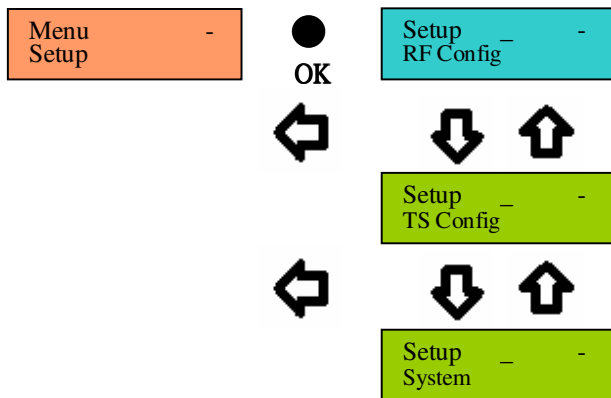 Menu -
Setup
OK
Setup _ -
RF Config
Setup _ -
TS Config
Setup _ -
System